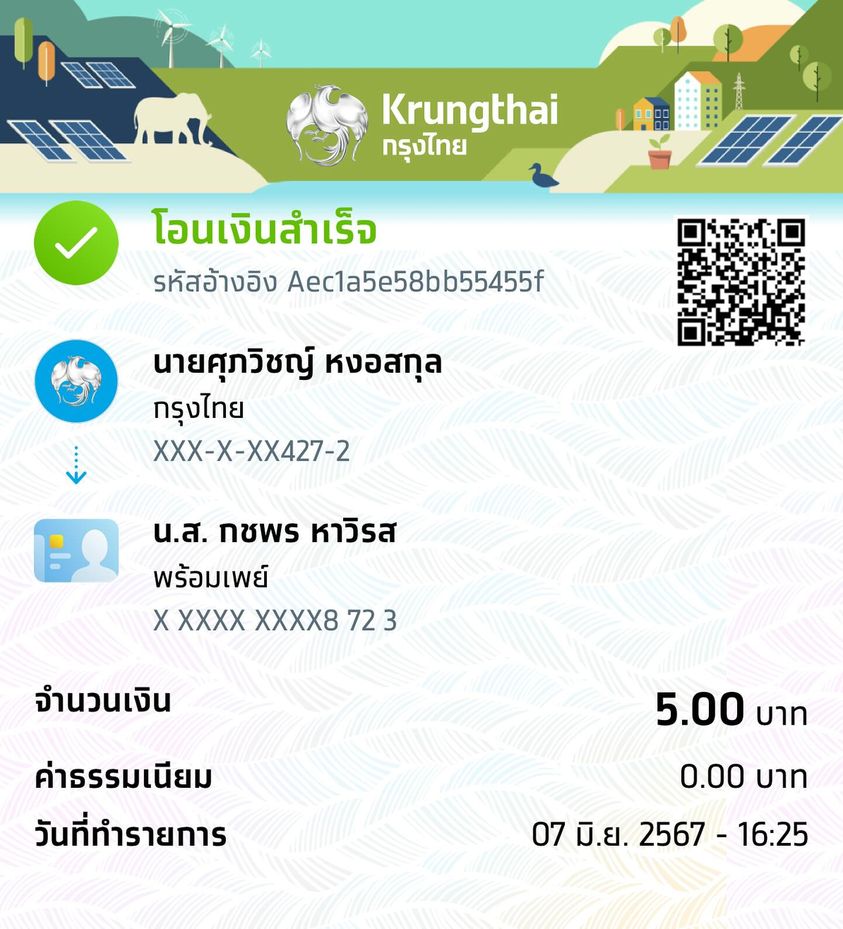 Krungthai
กรุงไทย
โอนเงินสำเร็จ
รหัสอ้างอิง Aec1a5e58bb55455f
นายศุภวิชญ์ หงอสกุล
กรุงไทย
XXX-X-XX427-2
น.ส. กชพร หาวิรส
พร้อมเพย์
X XXXX XXXX8 72 3
จำนวนเงิน 5.00 บาท
ค่าธรรมเนียม 0.00 บาท
วันที่ทำรายการ 07 มิ.ย. 2567 - 16:25